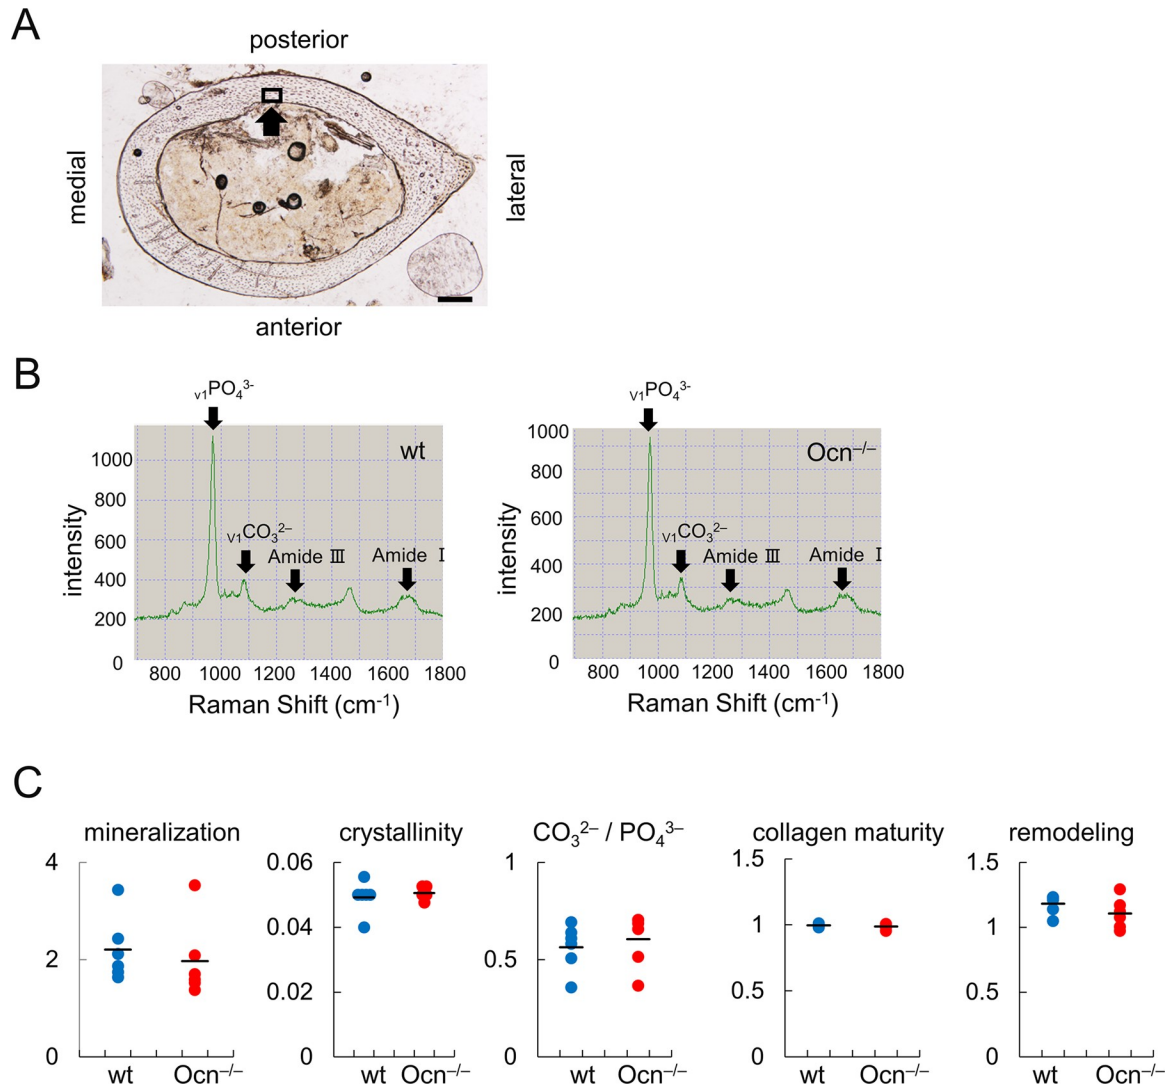 A
posterior
medial
lateral
anterior
B
v1PO₄³⁻
wt
v1CO₃²⁻
Amide Ⅲ
Amide Ⅰ
intensity
1000
800
600
400
200
0
800 1000 1200 1400 1600 1800
Raman Shift (cm⁻¹)
v1PO₄³⁻
Ocn⁻/⁻
v1CO₃²⁻
Amide Ⅲ
Amide Ⅰ
intensity
1000
800
600
400
200
0
800 1000 1200 1400 1600 1800
Raman Shift (cm⁻¹)
C
mineralization
4
2
0
wt Ocn⁻/⁻
crystallinity
0.06
0.04
0.02
0
wt Ocn⁻/⁻
CO₃²⁻ / PO₄³⁻
1
0.5
0
wt Ocn⁻/⁻
collagen maturity
1.5
1
0.5
0
wt Ocn⁻/⁻
remodeling
1.5
1
0.5
0
wt Ocn⁻/⁻